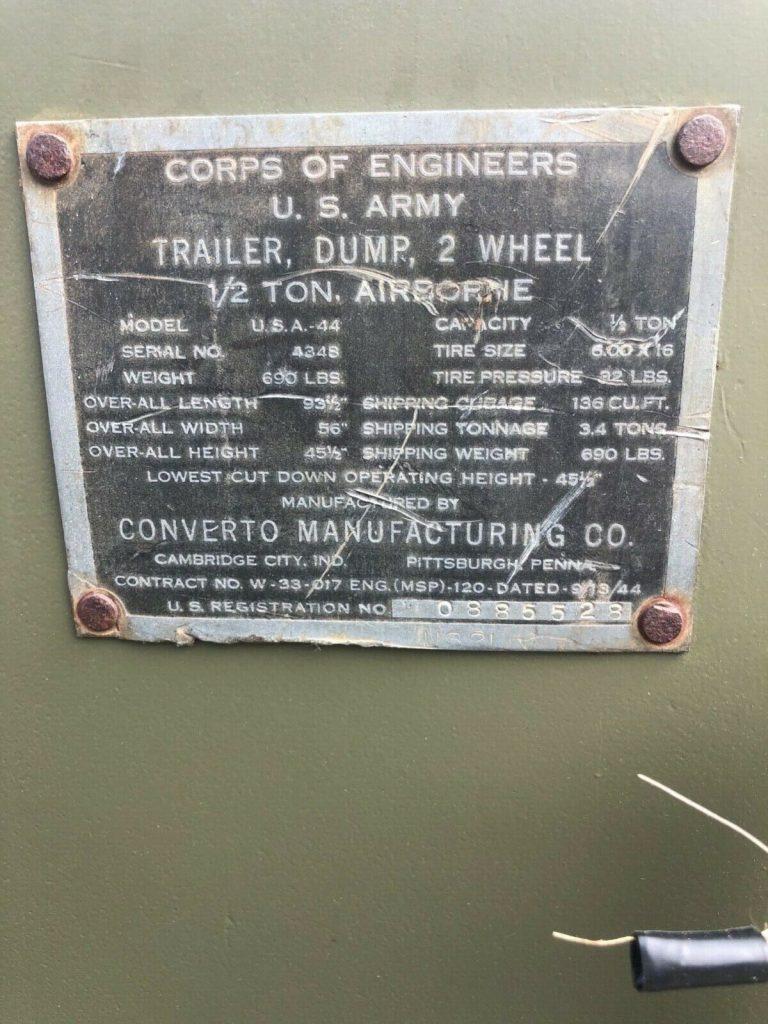 CORPS OF ENGINEERS
U. S. ARMY
TRAILER, DUMP, 2 WHEEL
1/2 TON, AIRBORNE
MODEL U.S.A.-44 CAPACITY ½ TON
SERIAL NO. 4348 TIRE SIZE 6.00 X 16
WEIGHT 690 LBS. TIRE PRESSURE 32 LBS.
OVER-ALL LENGTH 93½" SHIPPING CUBAGE 136 CU.FT.
OVER-ALL WIDTH 56" SHIPPING TONNAGE 3.4 TONS
OVER-ALL HEIGHT 45½" SHIPPING WEIGHT 690 LBS.
LOWEST CUT DOWN OPERATING HEIGHT - 45½"
MANUFACTURED BY
CONVERTO MANUFACTURING CO.
CAMBRIDGE CITY, IND. PITTSBURGH, PENNA.
CONTRACT NO. W-33-017 ENG.(MSP)-120-DATED-9/13/44
U.S. REGISTRATION NO. 0885528